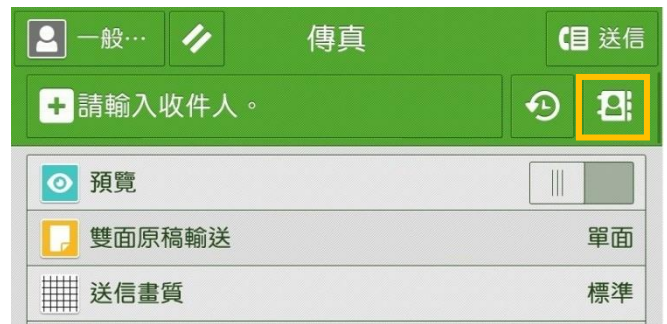 一般… 傳真 送信
請輸入收件人。
預覽
雙面原稿輸送 單面
送信畫質 標準